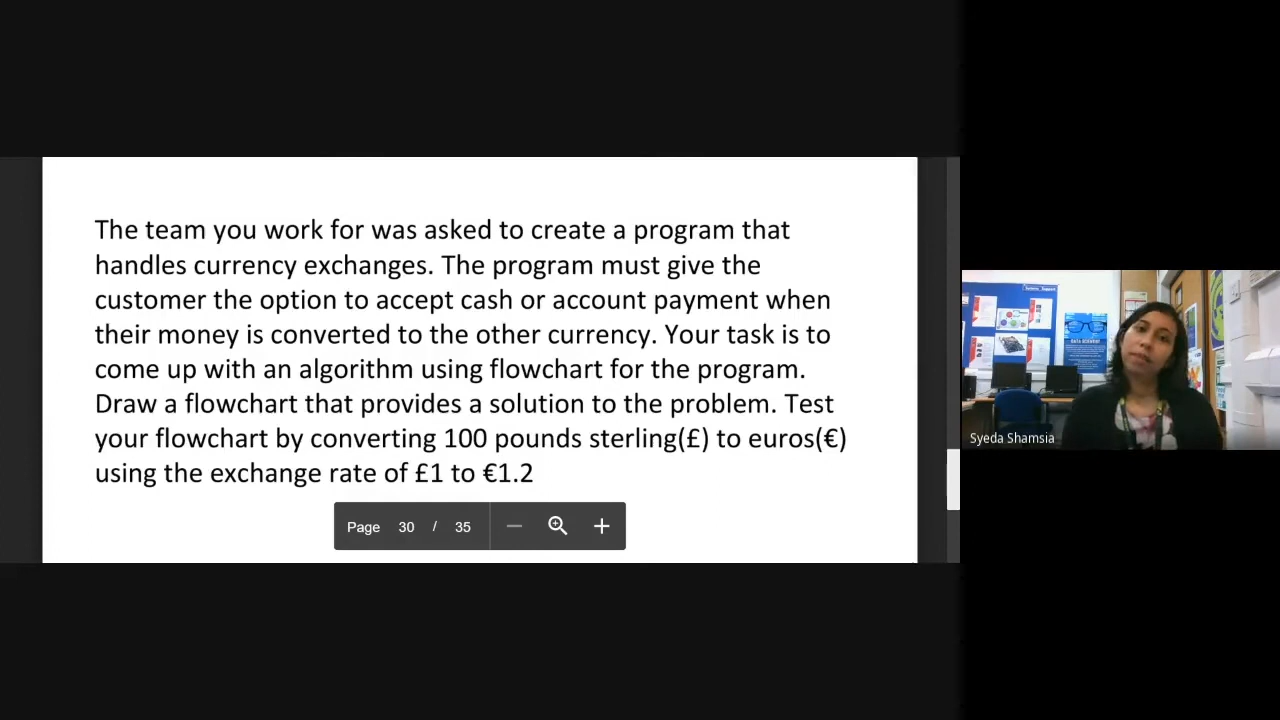 The team you work for was asked to create a program that
handles currency exchanges. The program must give the
customer the option to accept cash or account payment when
their money is converted to the other currency. Your task is to
come up with an algorithm using flowchart for the program.
Draw a flowchart that provides a solution to the problem. Test
your flowchart by converting 100 pounds sterling(£) to euros(€)
using the exchange rate of £1 to €1.2
Page 30 / 35
Syeda Shamsia